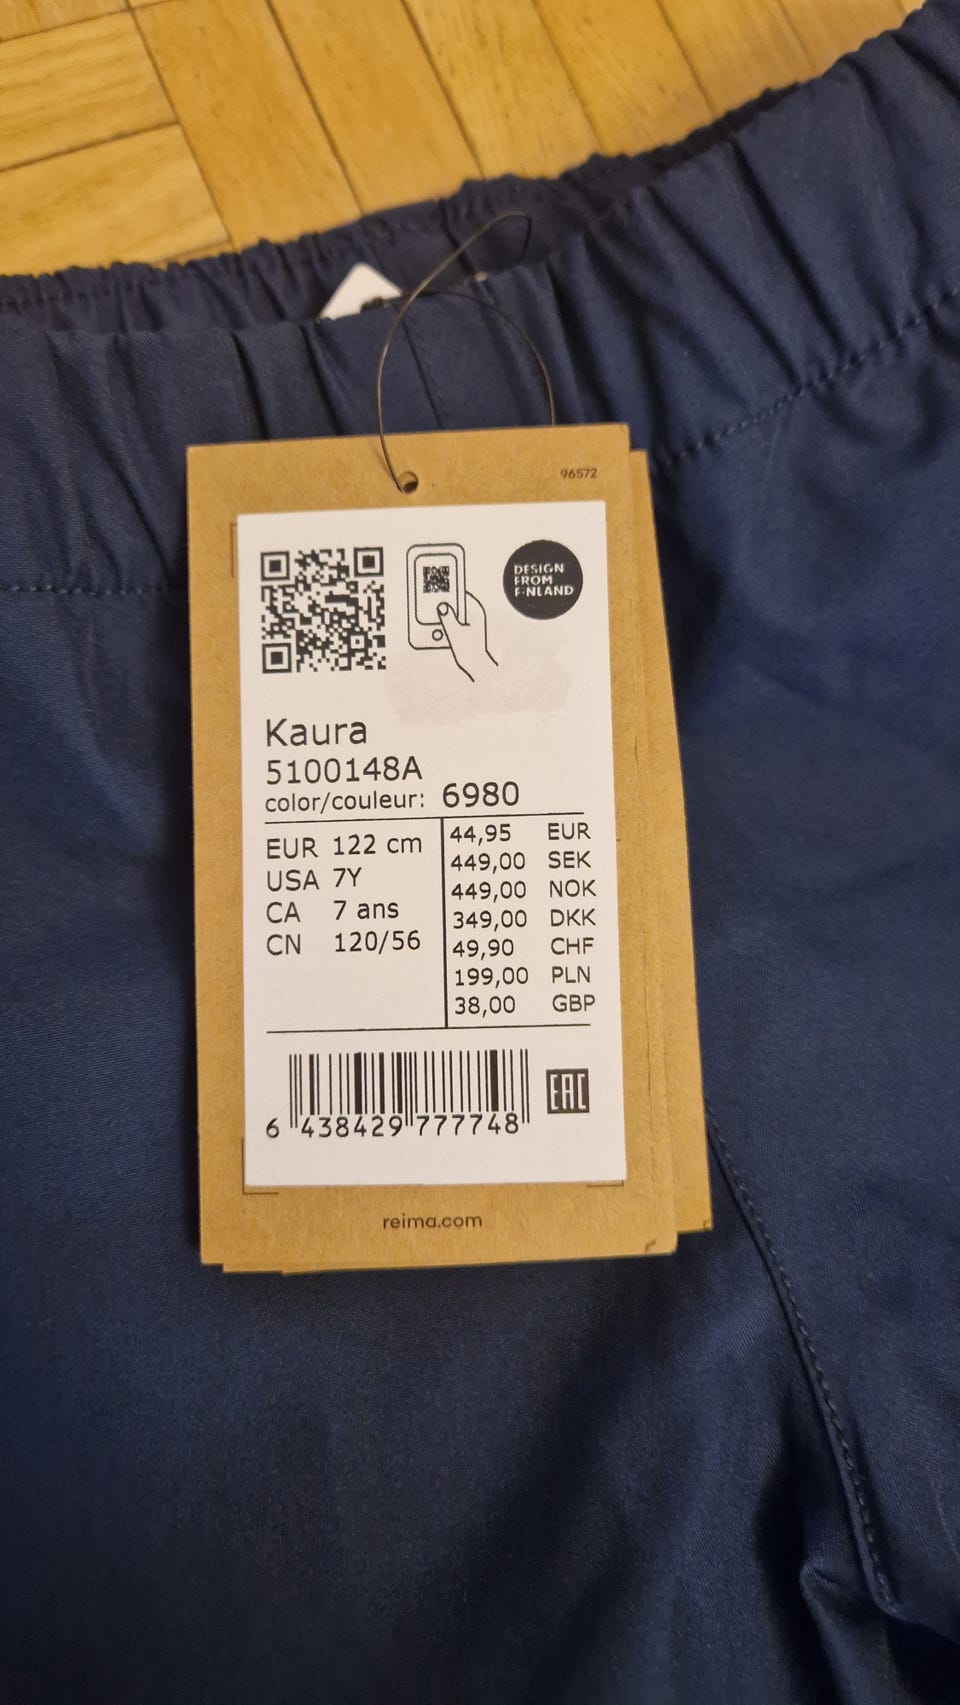 96572
DESIGN
FROM
FINLAND
Kaura
5100148A
color/couleur: 6980
EUR 122 cm
USA 7Y
CA 7 ans
CN 120/56
44,95 EUR
449,00 SEK
449,00 NOK
349,00 DKK
49,90 CHF
199,00 PLN
38,00 GBP
6 438429 777748
EAC
reima.com